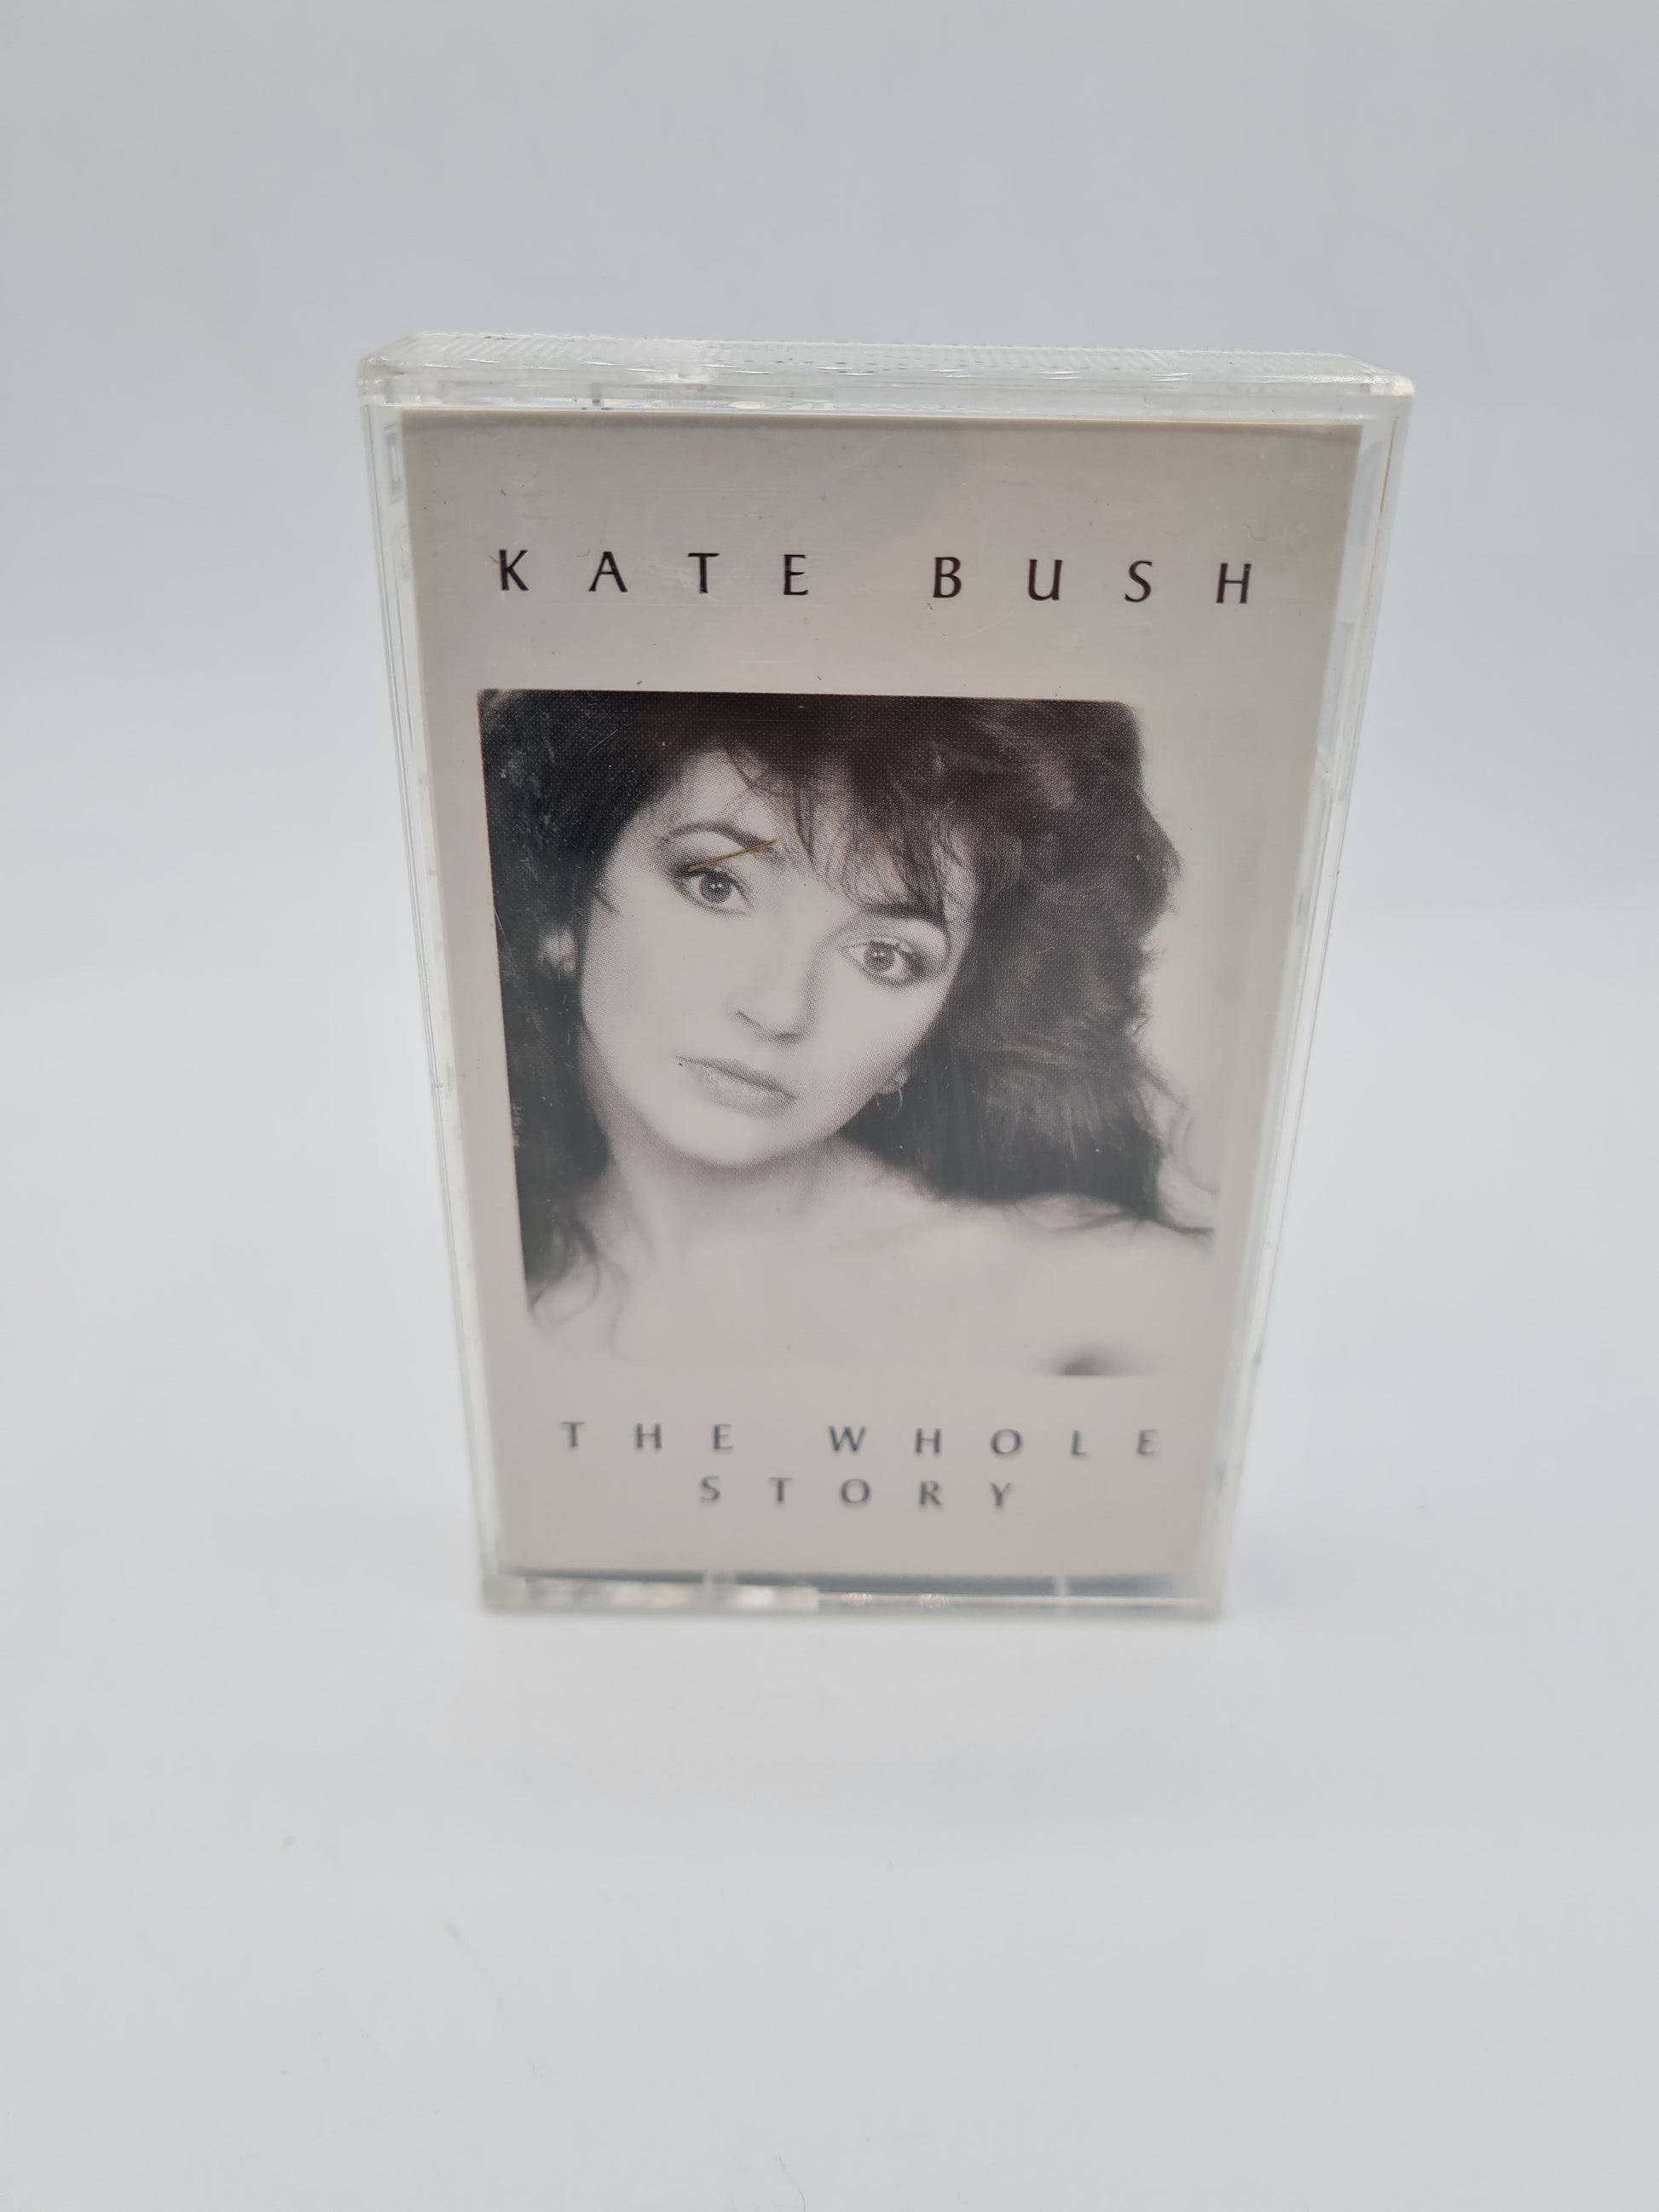 KATE BUSH
THE WHOLE
STORY